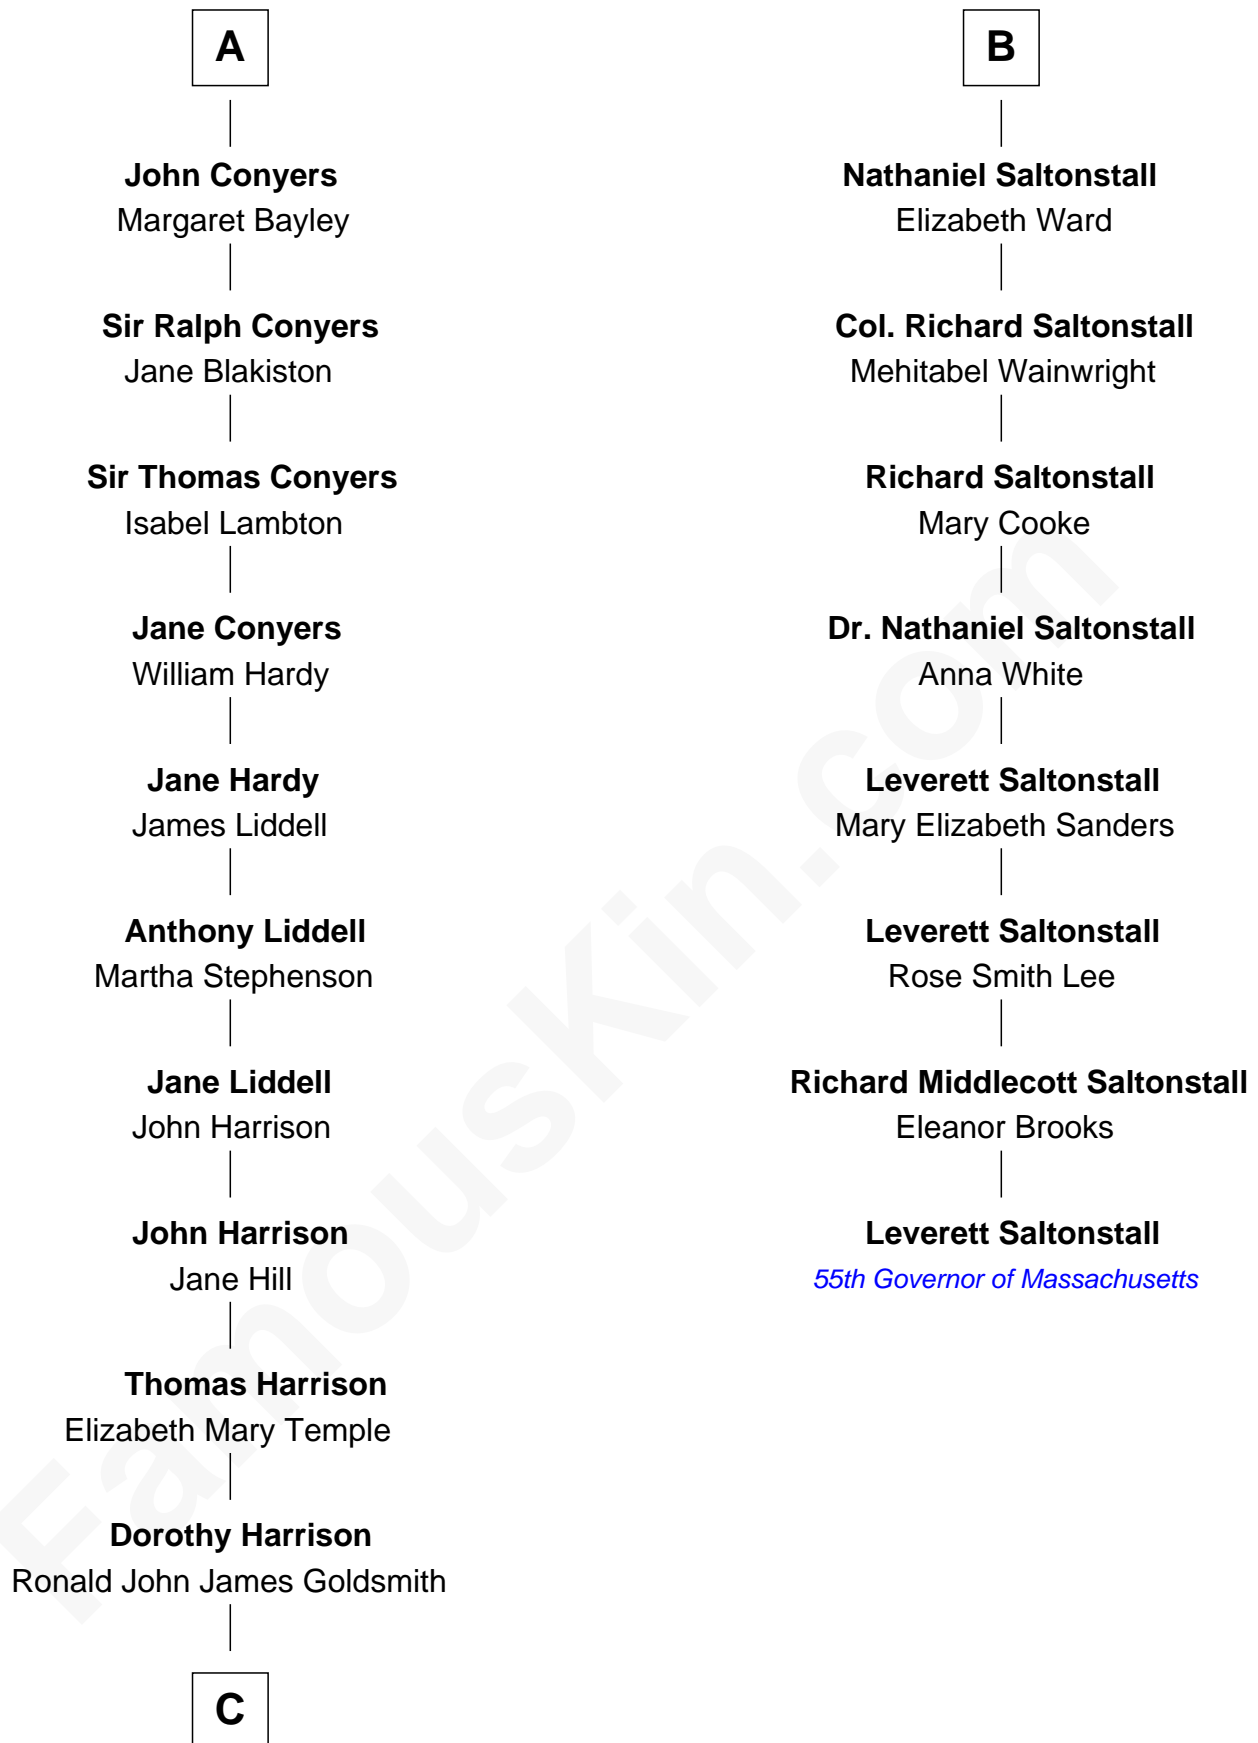 A
John Conyers
Margaret Bayley
Sir Ralph Conyers
Jane Blakiston
Sir Thomas Conyers
Isabel Lambton
Jane Conyers
William Hardy
Jane Hardy
James Liddell
Anthony Liddell
Martha Stephenson
Jane Liddell
John Harrison
John Harrison
Jane Hill
Thomas Harrison
Elizabeth Mary Temple
Dorothy Harrison
Ronald John James Goldsmith
C
B
Nathaniel Saltonstall
Elizabeth Ward
Col. Richard Saltonstall
Mehitabel Wainwright
Richard Saltonstall
Mary Cooke
Dr. Nathaniel Saltonstall
Anna White
Leverett Saltonstall
Mary Elizabeth Sanders
Leverett Saltonstall
Rose Smith Lee
Richard Middlecott Saltonstall
Eleanor Brooks
Leverett Saltonstall
55th Governor of Massachusetts
FamousKin.com